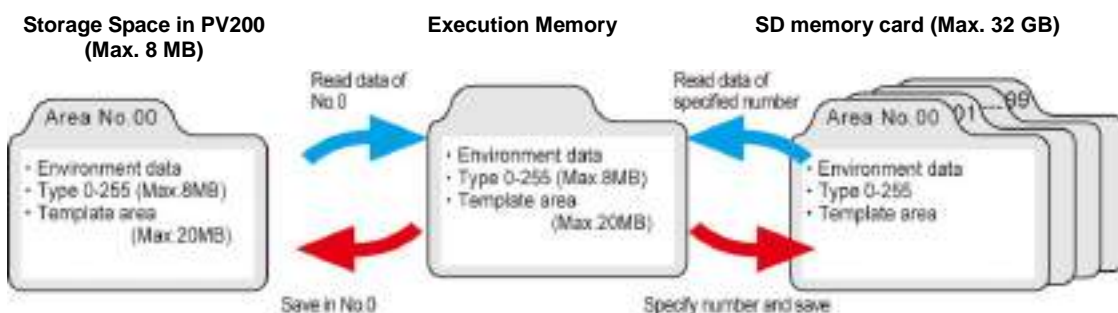 Storage Space in PV200
(Max. 8 MB)
Execution Memory
SD memory card (Max. 32 GB)
Read data of
No.0
Read data of
specified number
Area No.00
Area No.00
01....99
・Environment data
・Type 0-255 (Max.8MB)
・Template area
(Max.20MB)
・Environment data
・Type 0-255 (Max.8MB)
・Template area
(Max.20MB)
・Environment data
・Type 0-255
・Template area
Save in No.0
Specify number and save